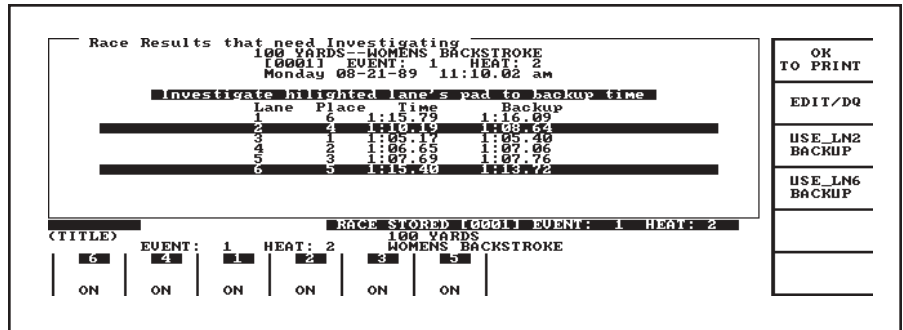 Race Results that need Investigating
100 YARDS--WOMENS BACKSTROKE
[0001] EVENT: 1 HEAT: 2
Monday 08-21-89 11:10.02 am
Investigate hilighted lane's pad to backup time
Lane Place Time Backup
1 6 1:15.79 1:16.09
2 4 1:10.19 1:08.64
3 1 1:05.17 1:05.40
4 2 1:06.65 1:07.06
5 3 1:07.69 1:07.76
6 5 1:15.40 1:13.72
OK
TO PRINT
EDIT/DQ
USE_LN2
BACKUP
USE_LN6
BACKUP
RACE STORED [0001] EVENT: 1 HEAT: 2
(TITLE) 100 YARDS
EVENT: 1 HEAT: 2 WOMENS BACKSTROKE
6 4 1 2 3 5
ON ON ON ON ON ON